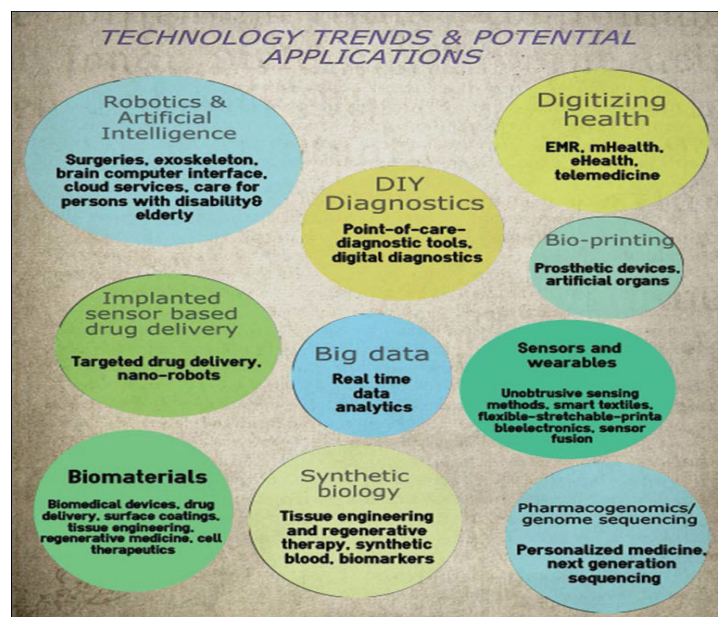 TECHNOLOGY TRENDS & POTENTIAL
APPLICATIONS
Robotics &
Artificial
Intelligence
Surgeries, exoskeleton,
brain computer interface,
cloud services, care for
persons with disability&
elderly
Digitizing
health
EMR, mHealth,
eHealth,
telemedicine
DIY
Diagnostics
Point-of-care-
diagnostic tools,
digital diagnostics
Bio-printing
Prosthetic devices,
artificial organs
Implanted
sensor based
drug delivery
Targeted drug delivery,
nano-robots
Big data
Real time
data
analytics
Sensors and
wearables
Unobtrusive sensing
methods, smart textiles,
flexible-stretchable-printa
bleelectronics, sensor
fusion
Biomaterials
Biomedical devices, drug
delivery, surface coatings,
tissue engineering,
regenerative medicine, cell
therapeutics
Synthetic
biology
Tissue engineering
and regenerative
therapy, synthetic
blood, biomarkers
Pharmacogenomics/
genome sequencing
Personalized medicine,
next generation
sequencing